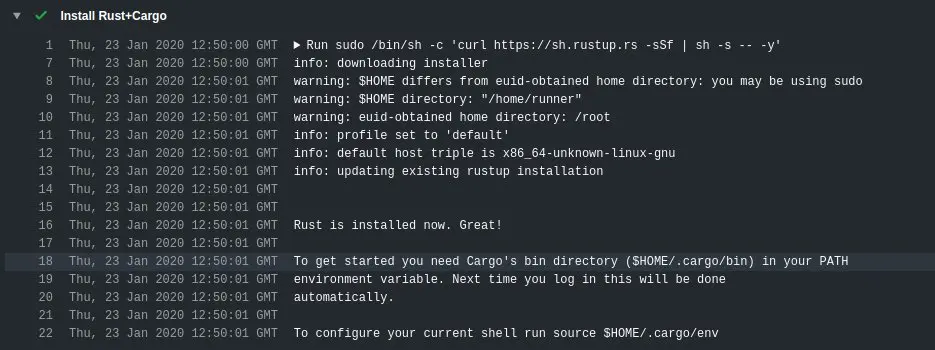 Install Rust+Cargo
1 Thu, 23 Jan 2020 12:50:00 GMT ▶ Run sudo /bin/sh -c 'curl https://sh.rustup.rs -sSf | sh -s -- -y'
7 Thu, 23 Jan 2020 12:50:00 GMT info: downloading installer
8 Thu, 23 Jan 2020 12:50:01 GMT warning: $HOME differs from euid-obtained home directory: you may be using sudo
9 Thu, 23 Jan 2020 12:50:01 GMT warning: $HOME directory: "/home/runner"
10 Thu, 23 Jan 2020 12:50:01 GMT warning: euid-obtained home directory: /root
11 Thu, 23 Jan 2020 12:50:01 GMT info: profile set to 'default'
12 Thu, 23 Jan 2020 12:50:01 GMT info: default host triple is x86_64-unknown-linux-gnu
13 Thu, 23 Jan 2020 12:50:01 GMT info: updating existing rustup installation
14 Thu, 23 Jan 2020 12:50:01 GMT
15 Thu, 23 Jan 2020 12:50:01 GMT
16 Thu, 23 Jan 2020 12:50:01 GMT Rust is installed now. Great!
17 Thu, 23 Jan 2020 12:50:01 GMT
18 Thu, 23 Jan 2020 12:50:01 GMT To get started you need Cargo's bin directory ($HOME/.cargo/bin) in your PATH
19 Thu, 23 Jan 2020 12:50:01 GMT environment variable. Next time you log in this will be done
20 Thu, 23 Jan 2020 12:50:01 GMT automatically.
21 Thu, 23 Jan 2020 12:50:01 GMT
22 Thu, 23 Jan 2020 12:50:01 GMT To configure your current shell run source $HOME/.cargo/env